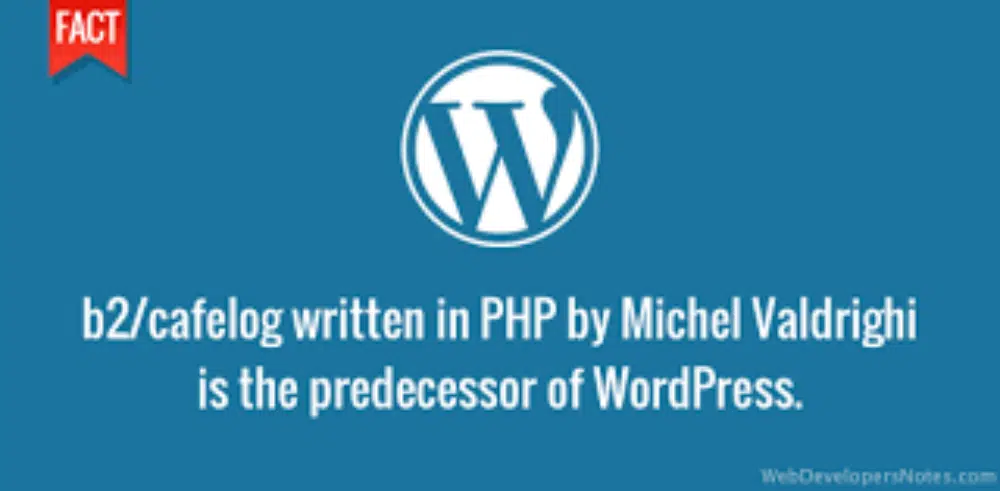 FACT
b2/cafelog written in PHP by Michel Valdrighi
is the predecessor of WordPress.
WebDevelopersNotes.com